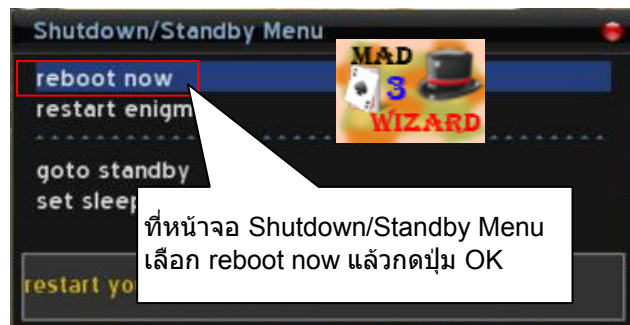 Shutdown/Standby Menu
reboot now
MAD
3
WIZARD
restart enigm
goto standby
set sleep
ที่หน้าจอ Shutdown/Standby Menu
เลือก reboot now แล้วกดปุ่ม OK
restart yo